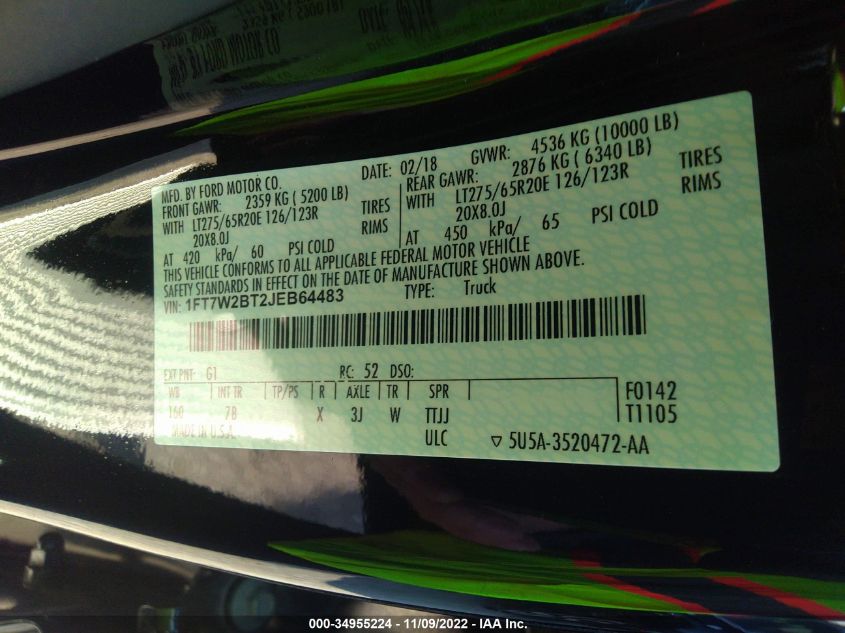 MFD. BY FORD MOTOR CO.
DATE: 02/18
GVWR: 4536 KG (10000 LB)
FRONT GAWR: 2359 KG ( 5200 LB)
REAR GAWR: 2876 KG ( 6340 LB)
WITH LT275/65R20E 126/123R TIRES
WITH LT275/65R20E 126/123R TIRES
20X8.0J RIMS
20X8.0J RIMS
AT 420 kPa/ 60 PSI COLD
AT 450 kPa/ 65 PSI COLD
THIS VEHICLE CONFORMS TO ALL APPLICABLE FEDERAL MOTOR VEHICLE
SAFETY STANDARDS IN EFFECT ON THE DATE OF MANUFACTURE SHOWN ABOVE.
VIN: 1FT7W2BT2JEB64483
TYPE: Truck
EXT PNT: G1 RC: 52 DSO:
WB INT TR TP/PS R AXLE TR SPR
160 7B X 3J W TTJJ
F0142
T1105
MADE IN U.S.A.
ULC
5U5A-3520472-AA
000-34955224 - 11/09/2022 - IAA Inc.